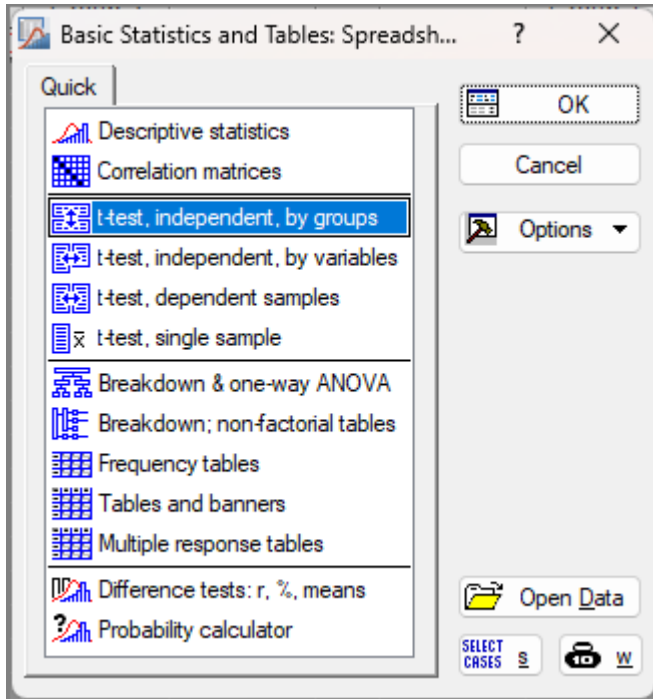 Basic Statistics and Tables: Spreadsh... ?
Quick
Descriptive statistics
Correlation matrices
t-test, independent, by groups
t-test, independent, by variables
t-test, dependent samples
x t-test, single sample
Breakdown & one-way ANOVA
Breakdown; non-factorial tables
Frequency tables
Tables and banners
Multiple response tables
Difference tests: r, %, means
? Probability calculator
OK
Cancel
Options
Open Data
SELECT
CASES S
10 W